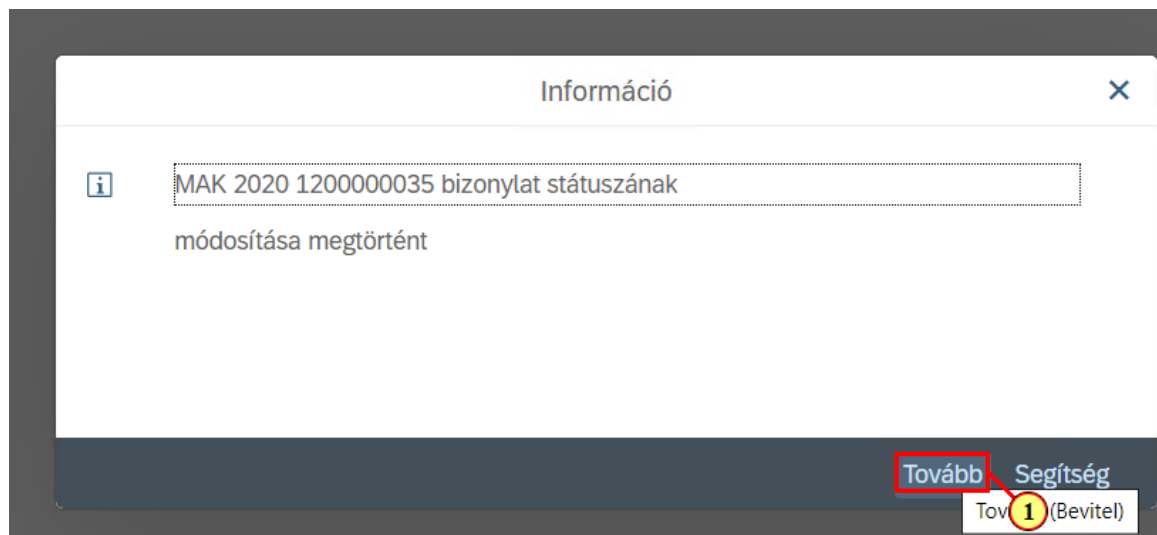 Információ
MAK 2020 1200000035 bizonylat státuszának
módosítása megtörtént
Tovább Segítség
Tov 1 (Bevitel)